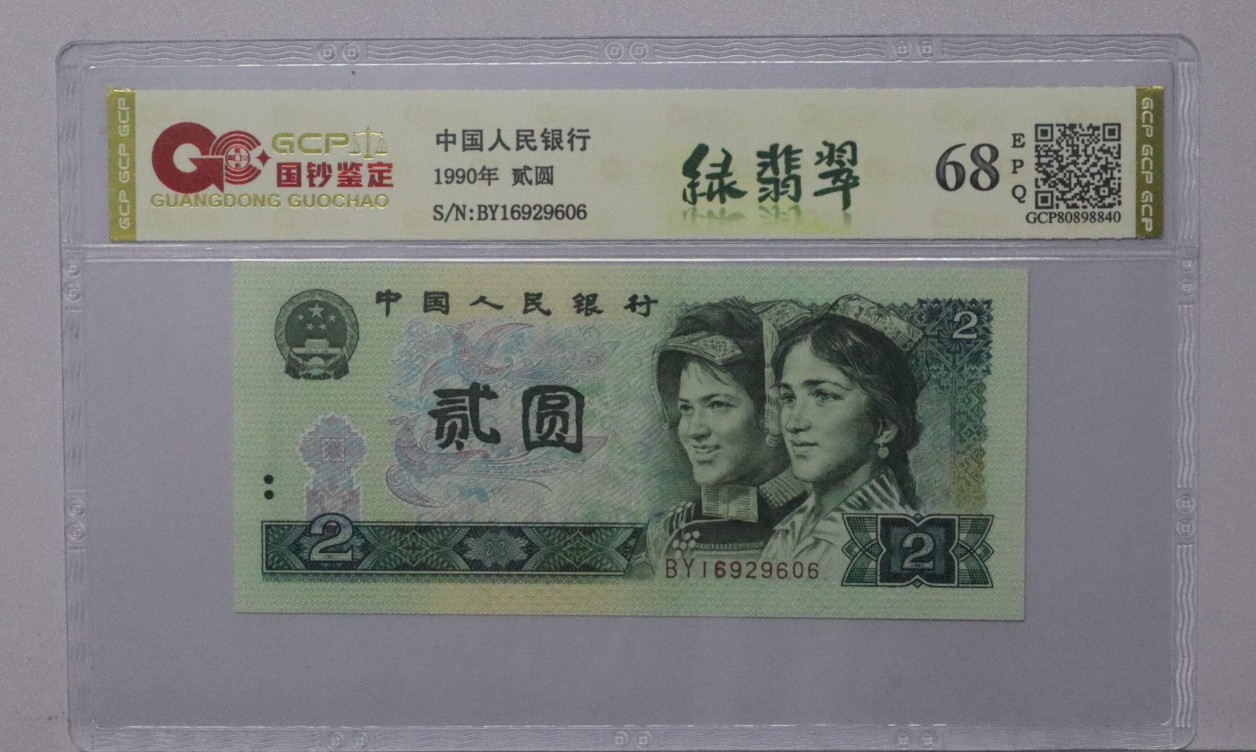 GCP GCP GCP
GCP
国钞鉴定
GUANGDONG GUOCHAO
中国人民银行
1990年 贰圆
S/N:BY16929606
绿翡翠
68
EPQ
GCP80898840
GCP GCP GCP
中国人民银行
2
贰圆
2
BY16929606
2